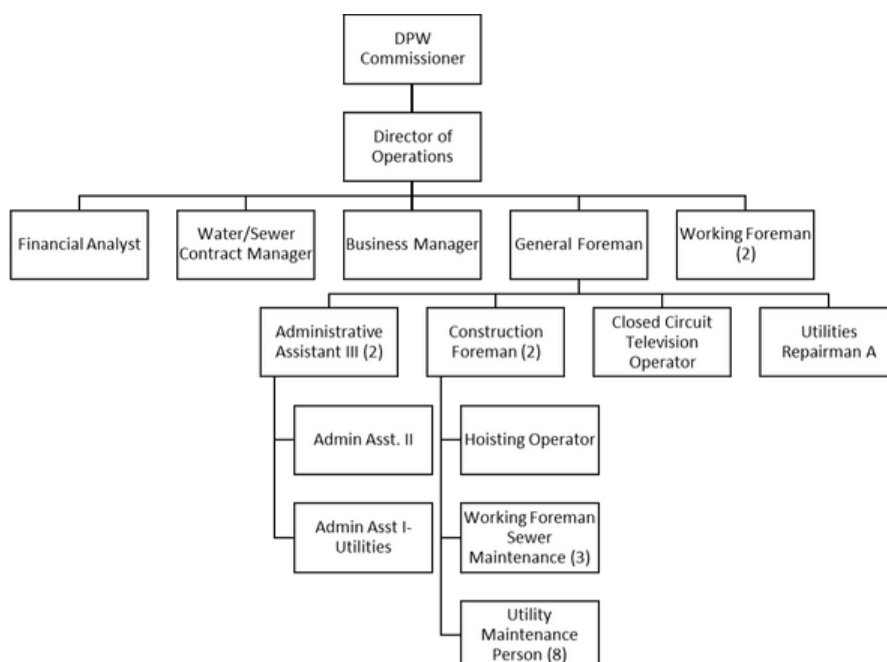 DPW
Commissioner
Director of
Operations
Financial Analyst
Water/Sewer
Contract Manager
Business Manager
General Foreman
Working Foreman
(2)
Administrative
Assistant III (2)
Construction
Foreman (2)
Closed Circuit
Television
Operator
Utilities
Repairman A
Admin Asst. II
Hoisting Operator
Admin Asst I-
Utilities
Working Foreman
Sewer
Maintenance (3)
Utility
Maintenance
Person (8)